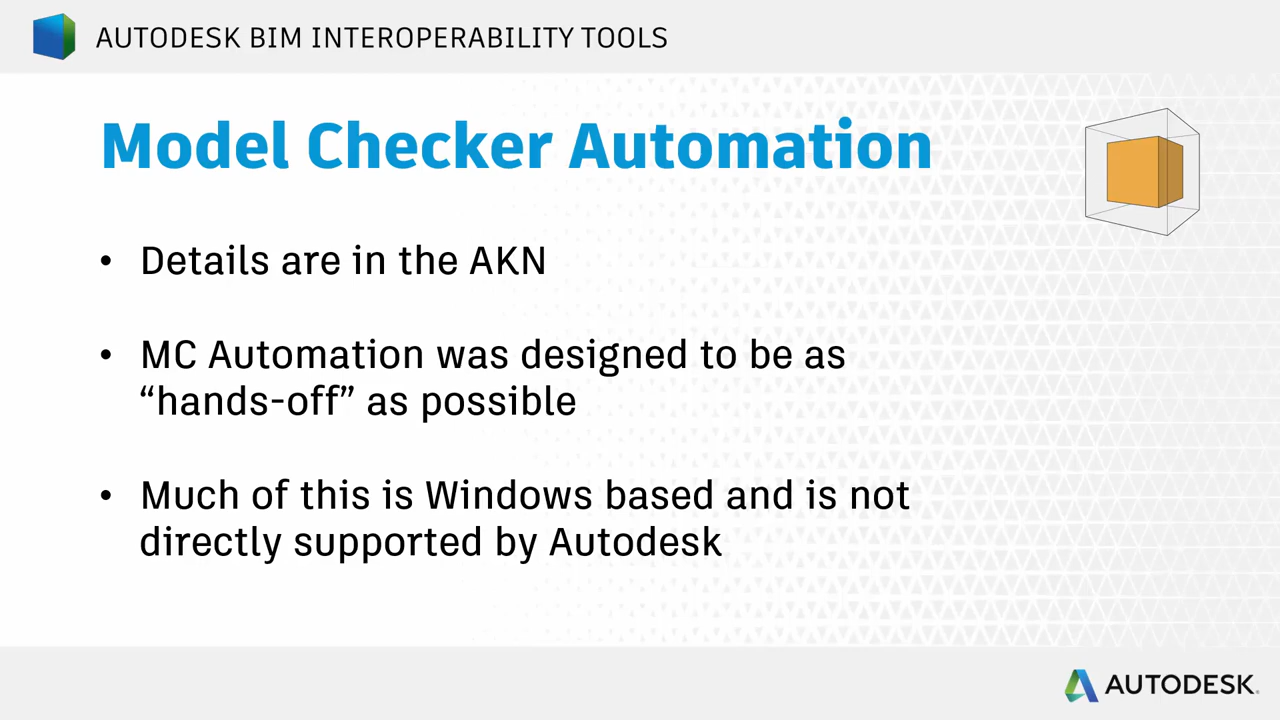 AUTODESK BIM INTEROPERABILITY TOOLS
Model Checker Automation
• Details are in the AKN
• MC Automation was designed to be as
“hands-off” as possible
• Much of this is Windows based and is not
directly supported by Autodesk
AUTODESK.